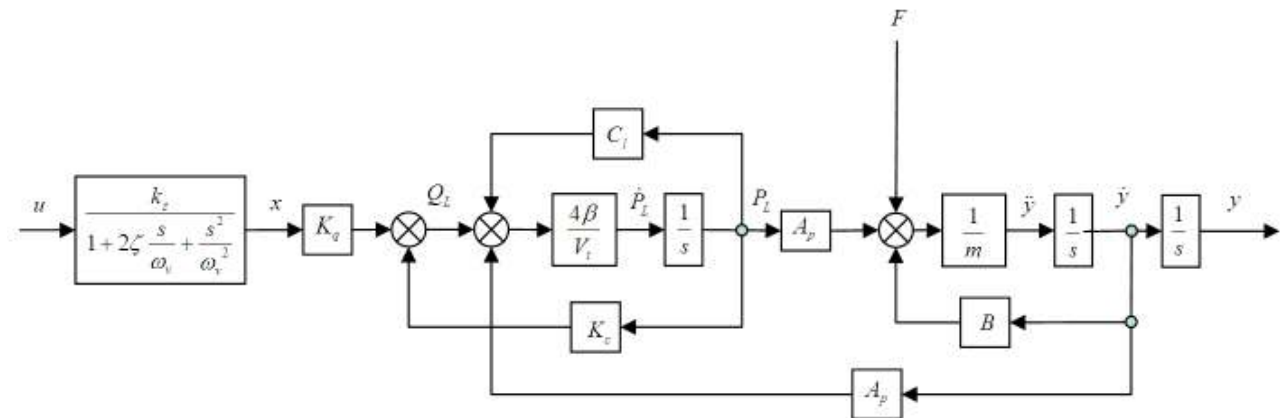 F
C_l
u
k_z
1 + 2ζ s/ω_v + s²/ω_v²
x
K_q
Q_L
4β
V_t
Ṗ_L
1
s
P_L
A_p
1
m
ÿ
1
s
ẏ
1
s
y
K_c
B
A_p